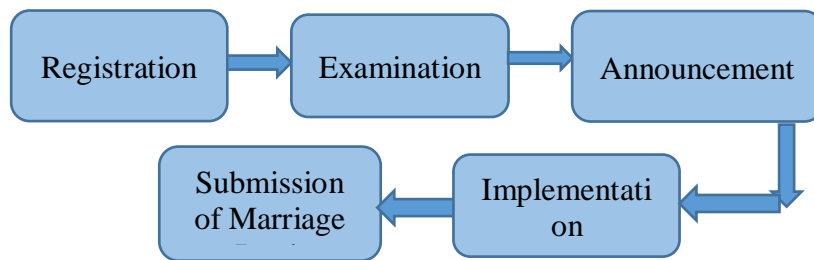 Registration
Examination
Announcement
Implementati
on
Submission
of Marriage